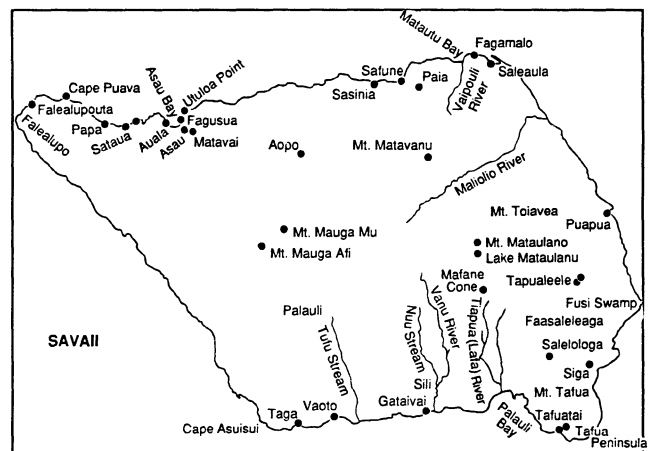 Matautu Bay
Fagamalo
Saleaula
Safune
Paia
Sasinia
Vaipouli
River
Cape Puava
Asau Bay
Utuloa Point
Falealupouta
Falealupo
Papa
Sataua
Auala
Fagusua
Asau
Matavai
Aopo
Mt. Matavanu
Maliolio River
Mt. Toiavea
Puapua
Mt. Mauga Mu
Mt. Mauga Afi
Mt. Mataulano
Lake Mataulanu
Mafane
Cone
Tapualeele
Fusi Swamp
Faasaleleaga
SAVAII
Palauli
Tufu Stream
Nnu Stream
Vanu River
Tiapua (Lata) River
Salelologa
Siga
Mt. Tafua
Sili
Gataivai
Vaoto
Taga
Cape Asuisui
Palauli
Bay
Tafuatai
Tafua
Peninsula